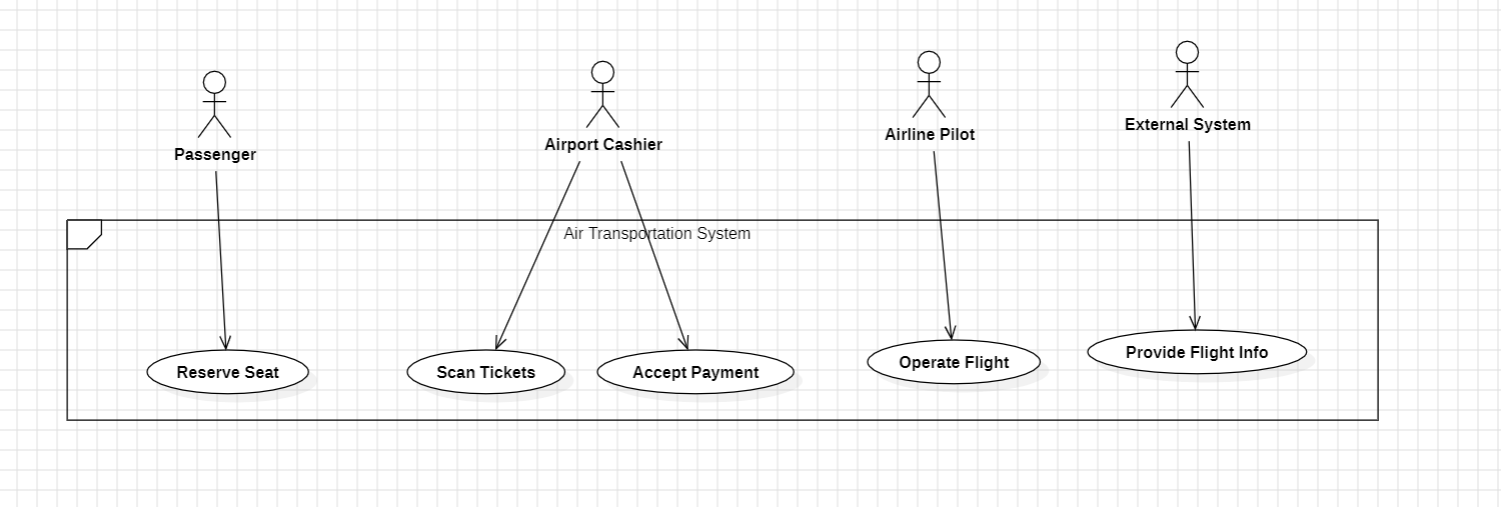 Passenger
Airport Cashier
Airline Pilot
External System
Air Transportation System
Reserve Seat
Scan Tickets
Accept Payment
Operate Flight
Provide Flight Info